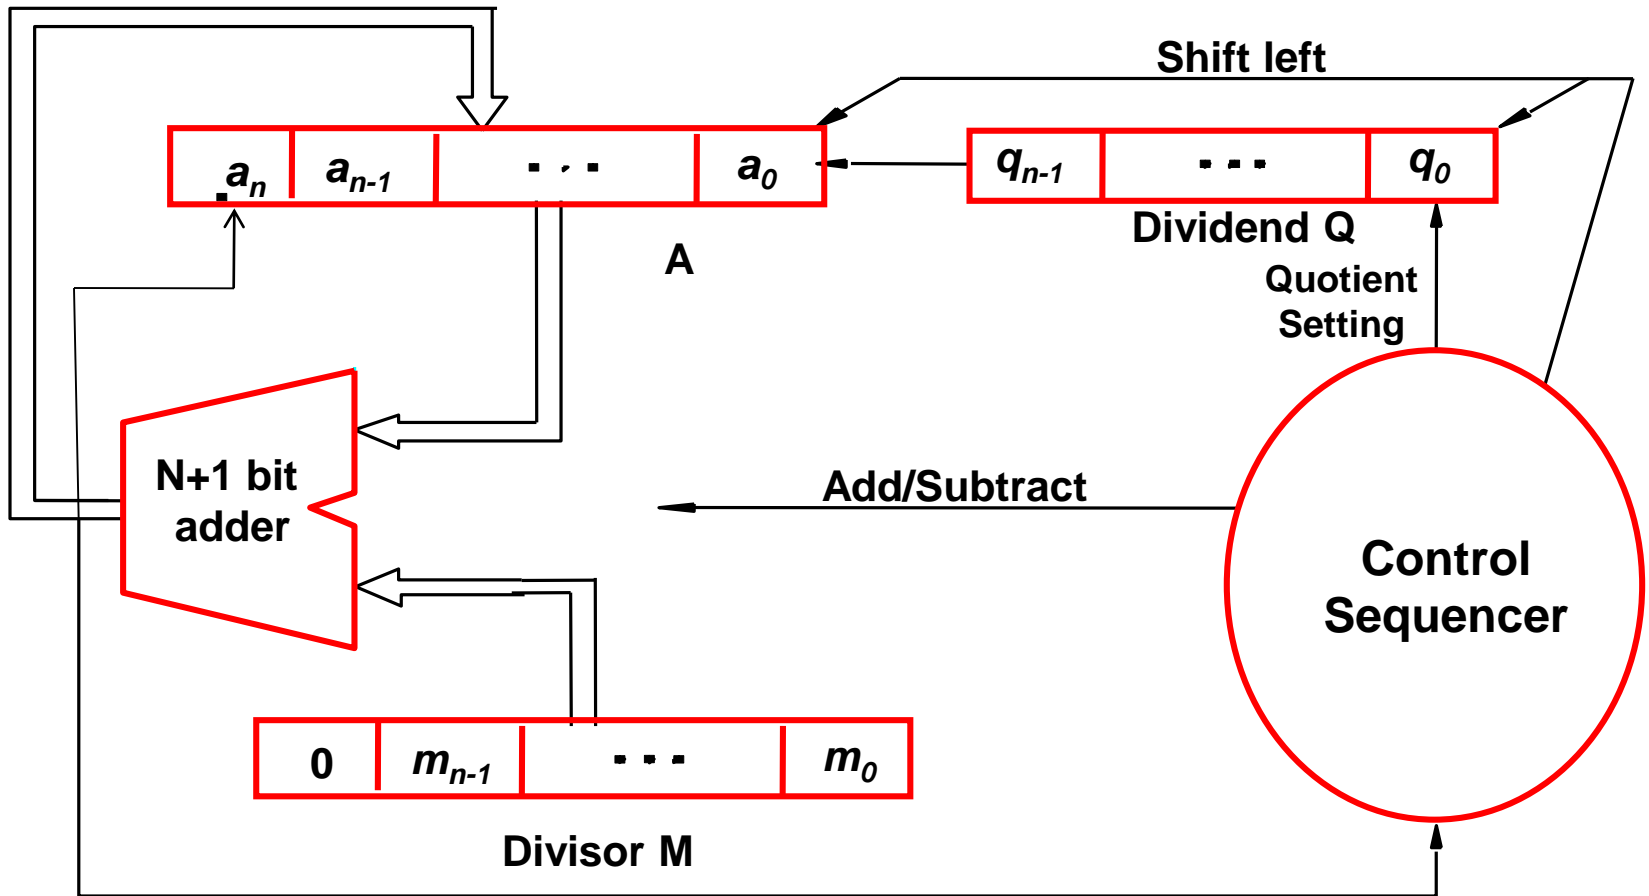 Shift left
aₙ aₙ₋₁ . . . a₀ qₙ₋₁ . . . q₀
Dividend Q
A
Quotient
Setting
N+1 bit
adder
Add/Subtract
Control
Sequencer
0 mₙ₋₁ . . . m₀
Divisor M